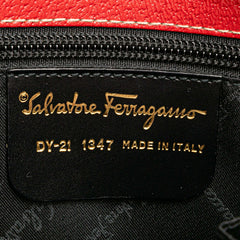 ©Salvatore Ferragamo
DY-21 1347 MADE IN ITALY